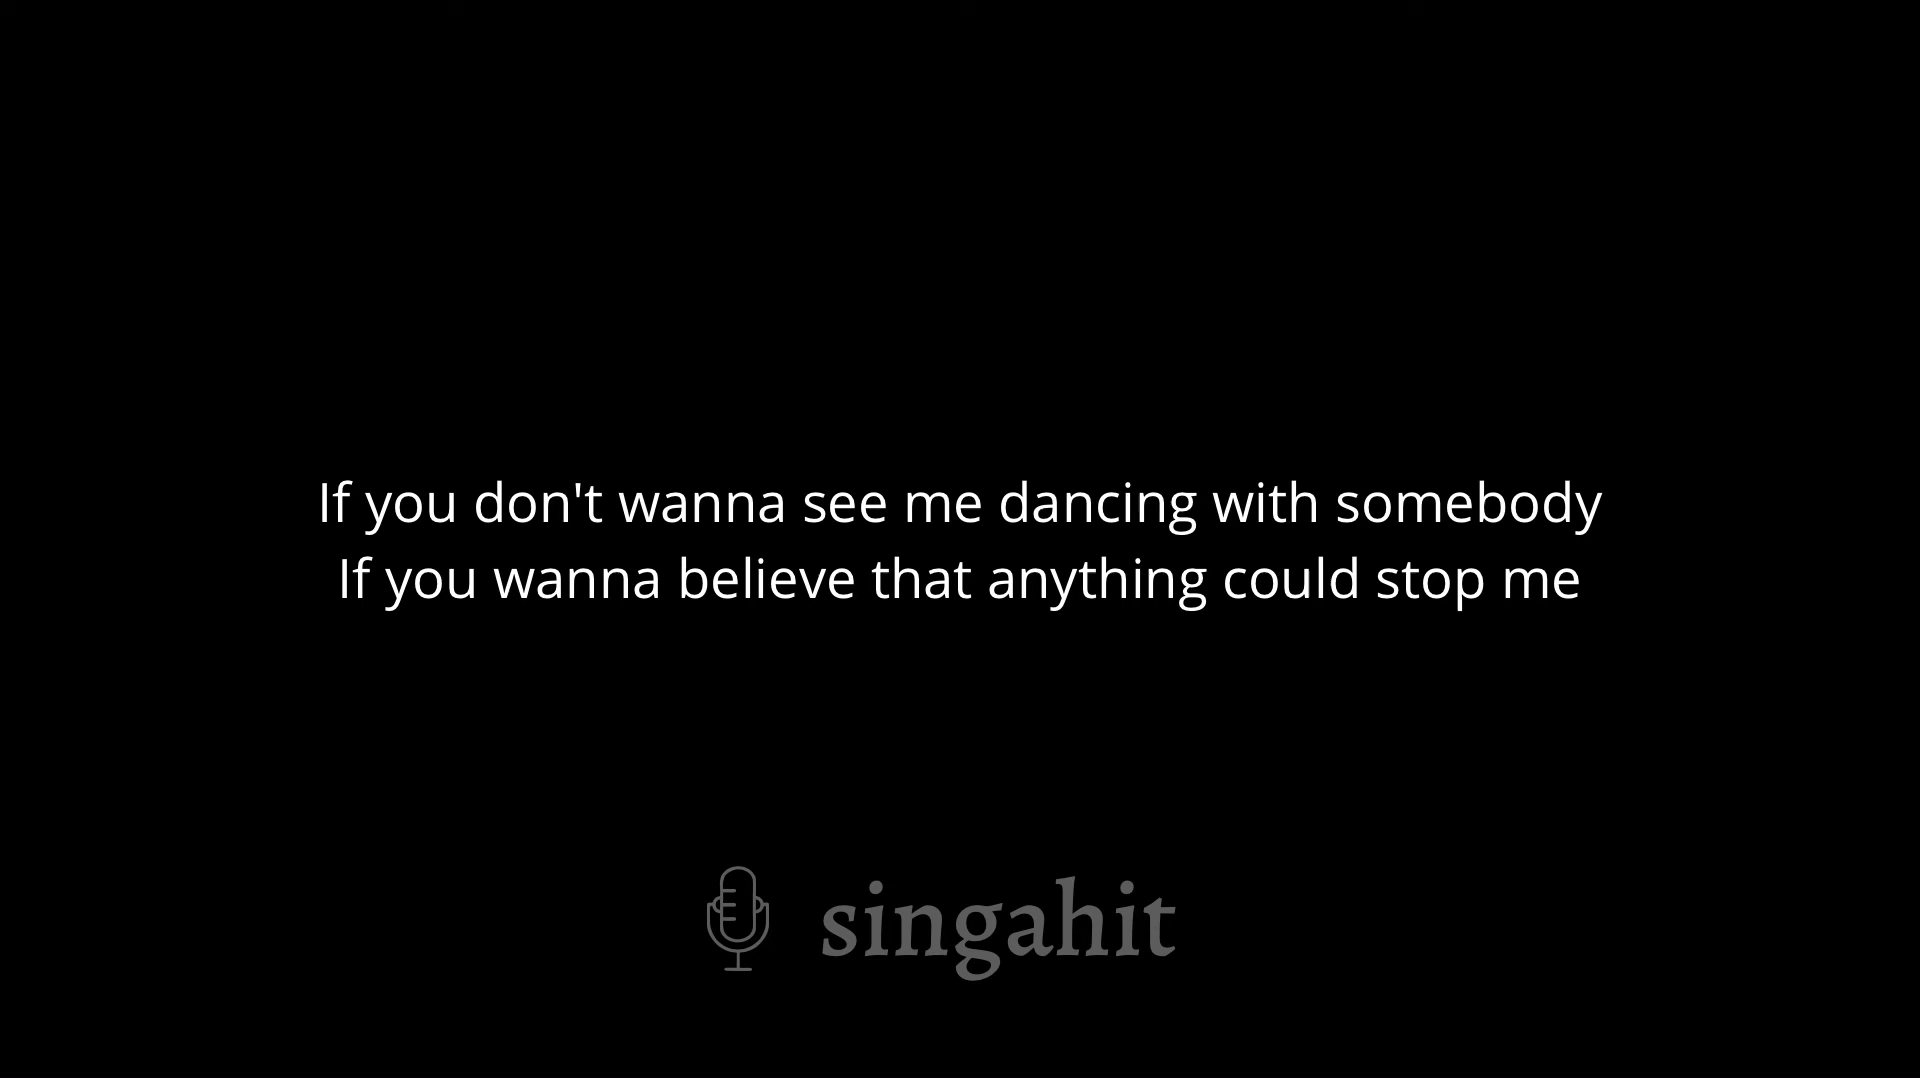 If you don't wanna see me dancing with somebody
If you wanna believe that anything could stop me
singahit